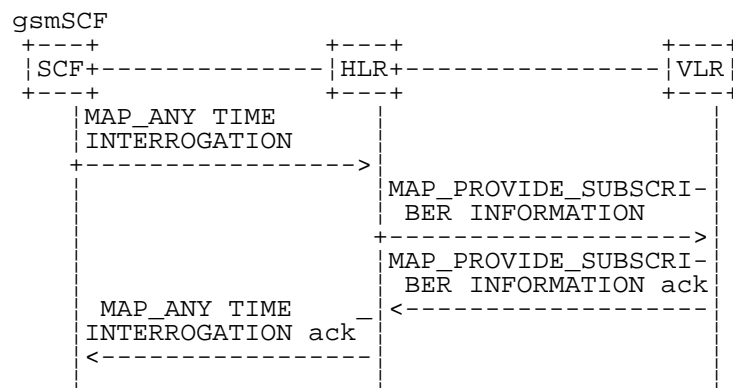 gsmSCF
SCF HLR VLR
MAP_ANY TIME
INTERROGATION
MAP_PROVIDE_SUBSCRI-
BER INFORMATION
MAP_PROVIDE_SUBSCRI-
BER INFORMATION ack
MAP_ANY TIME _
INTERROGATION ack